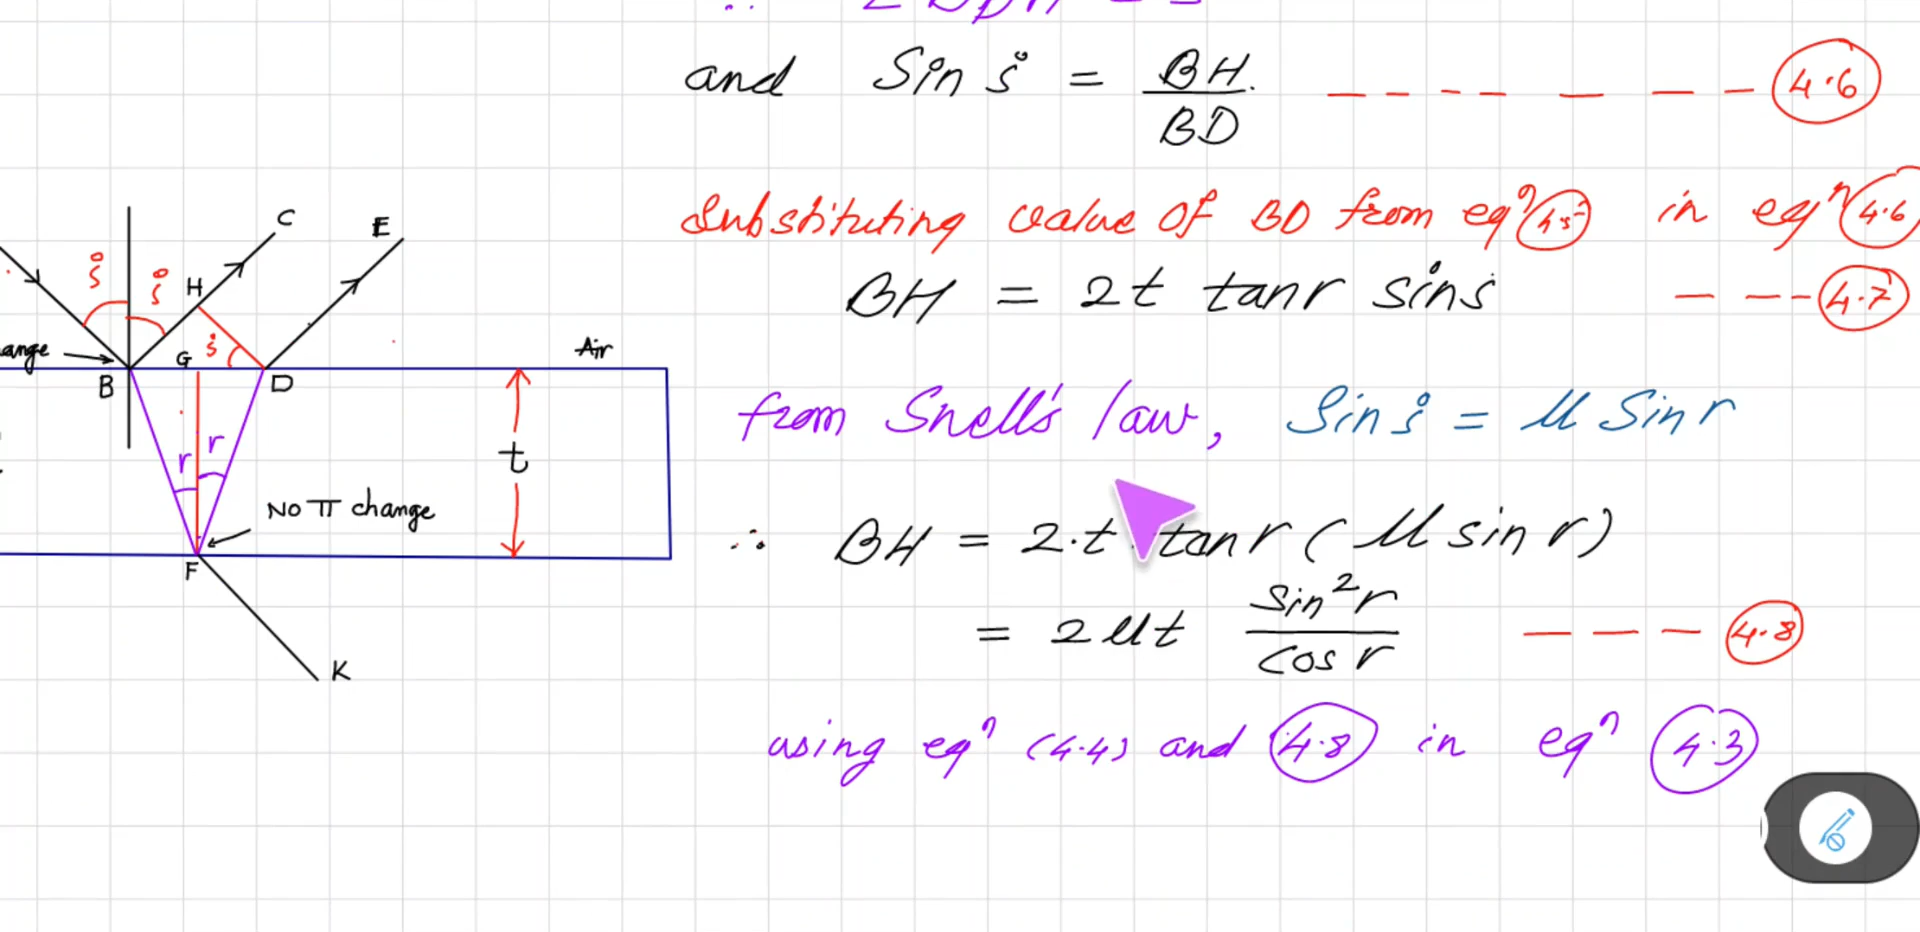 and Sin i = BH / BD ---- (4.6)
Substituting value of BD from eqⁿ (4.5) in eqⁿ (4.6)
BH = 2t tanr sini --- (4.7)
from Snell's law, Sin i = μ Sin r
∴ BH = 2.t. tanr (μ sin r)
= 2μt sin²r / cos r --- (4.8)
using eqⁿ (4.4) and (4.8) in eqⁿ (4.3)
C
E
i
i
H
ange
G
i
Air
B
D
r
r
t
NO π change
F
K